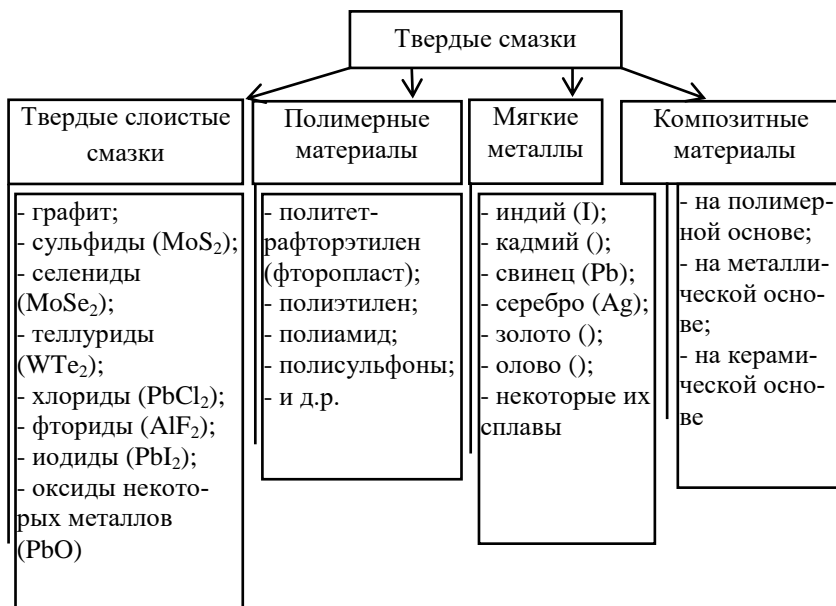 Твердые смазки
Твердые слоистые
смазки
Полимерные
материалы
Мягкие
металлы
Композитные
материалы
- графит;
- сульфиды (MoS₂);
- селениды
(MoSe₂);
- теллуриды
(WTe₂);
- хлориды (PbCl₂);
- фториды (AlF₂);
- иодиды (PbI₂);
- оксиды некото-
рых металлов
(PbO)
- политет-
рафторэтилен
(фторопласт);
- полиэтилен;
- полиамид;
- полисульфоны;
- и д.р.
- индий (I);
- кадмий ();
- свинец (Pb);
- серебро (Ag);
- золото ();
- олово ();
- некоторые их
сплавы
- на полимер-
ной основе;
- на металли-
ческой осно-
ве;
- на керами-
ческой основе